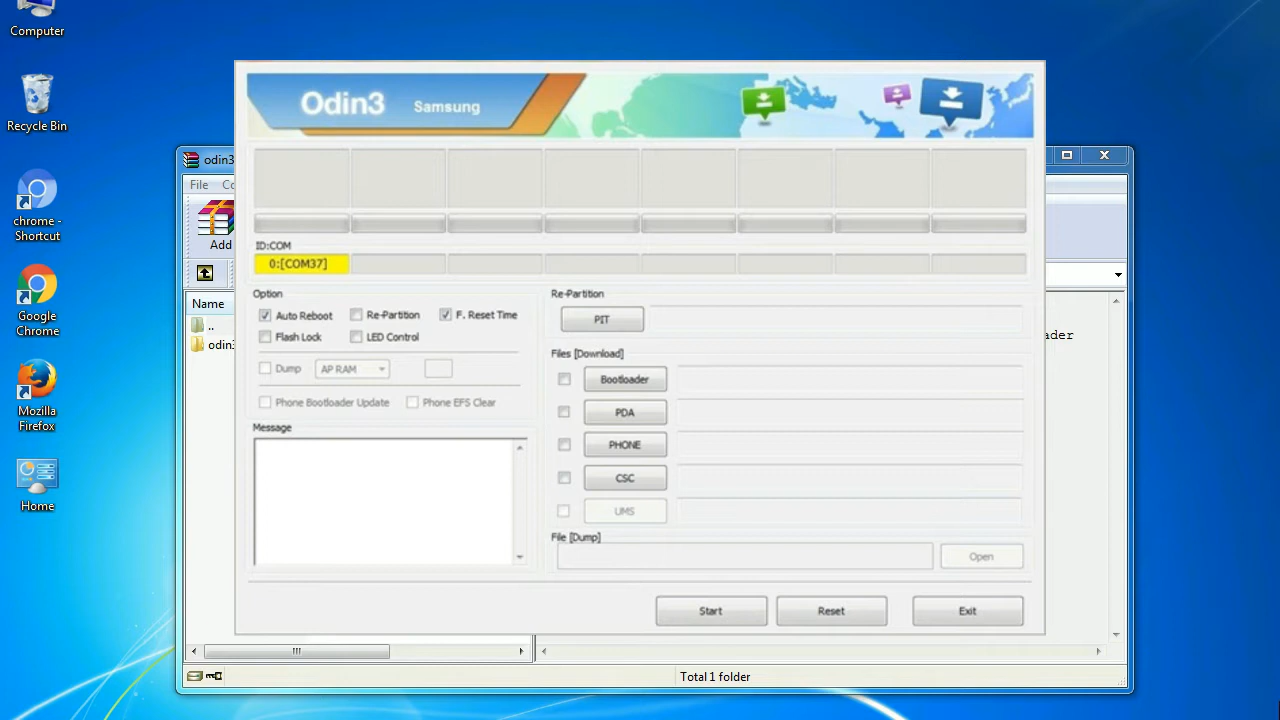 Computer
Recycle Bin
chrome -
Shortcut
Google
Chrome
Mozilla
Firefox
Home
odin3
File
Add
Name
..
odin3
Odin3 Samsung
ID:COM
0:[COM37]
Option
Auto Reboot Re-Partition F. Reset Time
Flash Lock LED Control
Dump AP RAM
Phone Bootloader Update Phone EFS Clear
Message
Re-Partition
PIT
Files [Download]
Bootloader
PDA
PHONE
CSC
UMS
File [Dump]
Open
Start Reset Exit
Total 1 folder